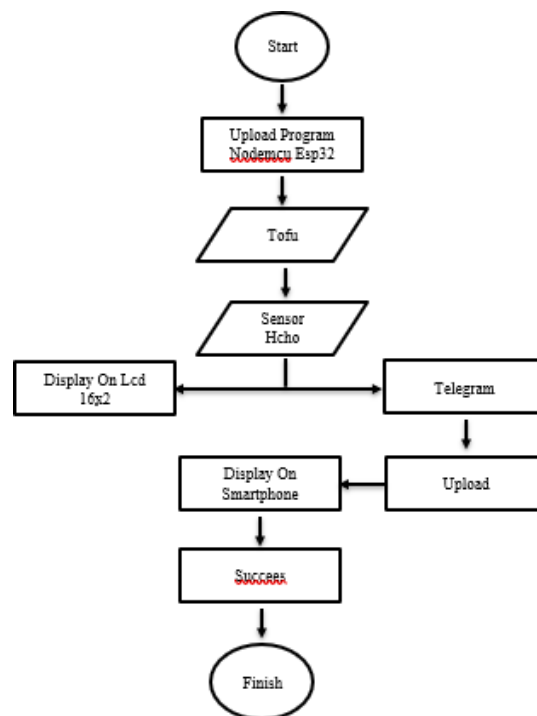 Start
Upload Program
Nodemcu Esp32
Tofu
Sensor
Hcho
Display On Lcd
16x2
Telegram
Display On
Smartphone
Upload
Succees
Finish